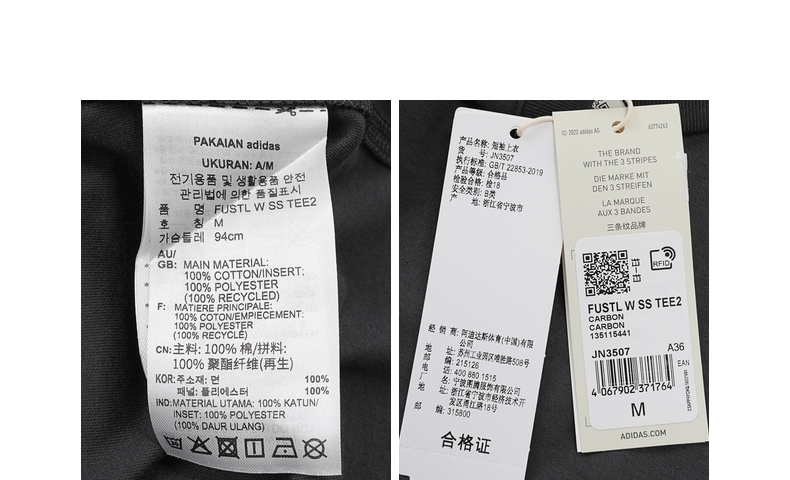 PAKAIAN adidas
UKURAN: A/M
전기용품 및 생활용품 안전
관리법에 의한 품질표시
품 명 FUSTL W SS TEE2
호 칭 M
가슴둘레 94cm
AU/
GB: MAIN MATERIAL:
100% COTTON/INSERT:
100% POLYESTER
(100% RECYCLED)
F: MATIERE PRINCIPALE:
100% COTON/EMPIECEMENT:
100% POLYESTER
(100% RECYCLE)
CN: 主料: 100% 棉/拼料:
100% 聚酯纤维(再生)
KOR: 주소재: 면 100%
패널: 폴리에스터 100%
IND: MATERIAL UTAMA: 100% KATUN/
INSET: 100% POLYESTER
(100% DAUR ULANG)
产品名称: 短袖上衣
货 号: JN3507
执行标准: GB/T 22853-2019
产品等级: 合格品
检验合格: 检18
安全类别: B类
产 地: 浙江省宁波市
经 销 商: 阿迪达斯体育(中国)有限
公司
地 址: 苏州工业园区唯胜路508号
邮 编: 215126
电 话: 400 880 1515
厂 名: 宁波图腾服饰有限公司
地 址: 浙江省宁波市经济技术开
发区甬江路18号
邮 编: 315800
合格证
© 2022 adidas AG
60774263
THE BRAND
WITH THE 3 STRIPES
DIE MARKE MIT
DEN 3 STREIFEN
LA MARQUE
AUX 3 BANDES
三条纹品牌
RFID
FUSTL W SS TEE2
CARBON
CARBON
135115441
JN3507 A36
EAN
4 067902 371764
M
ADIDAS.COM